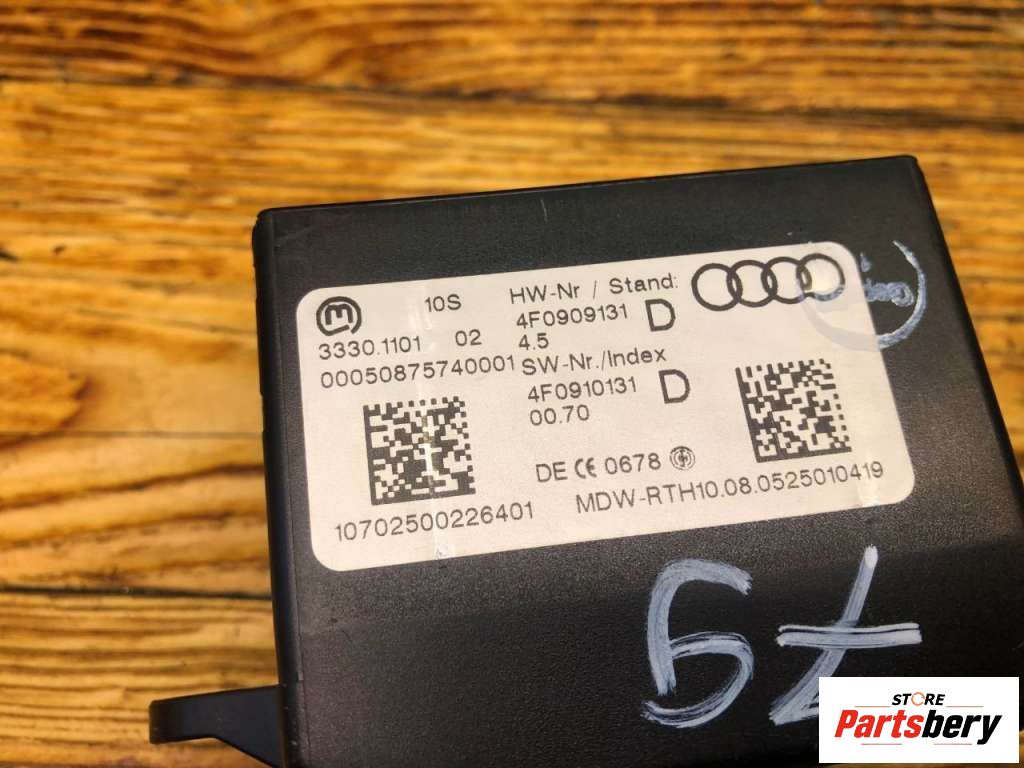 10S
HW-Nr / Stand:
3330.1101 02
4F0909131 D
4.5
00050875740001
SW-Nr./Index
4F0910131 D
00.70
DE CE 0678
10702500226401
MDW-RTH10.08.0525010419
79
STORE
Partsbery